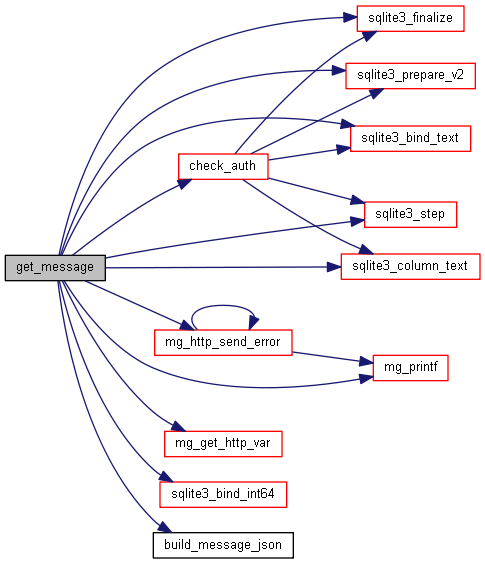 sqlite3_finalize
sqlite3_prepare_v2
sqlite3_bind_text
check_auth
sqlite3_step
get_message
sqlite3_column_text
mg_http_send_error
mg_printf
mg_get_http_var
sqlite3_bind_int64
build_message_json